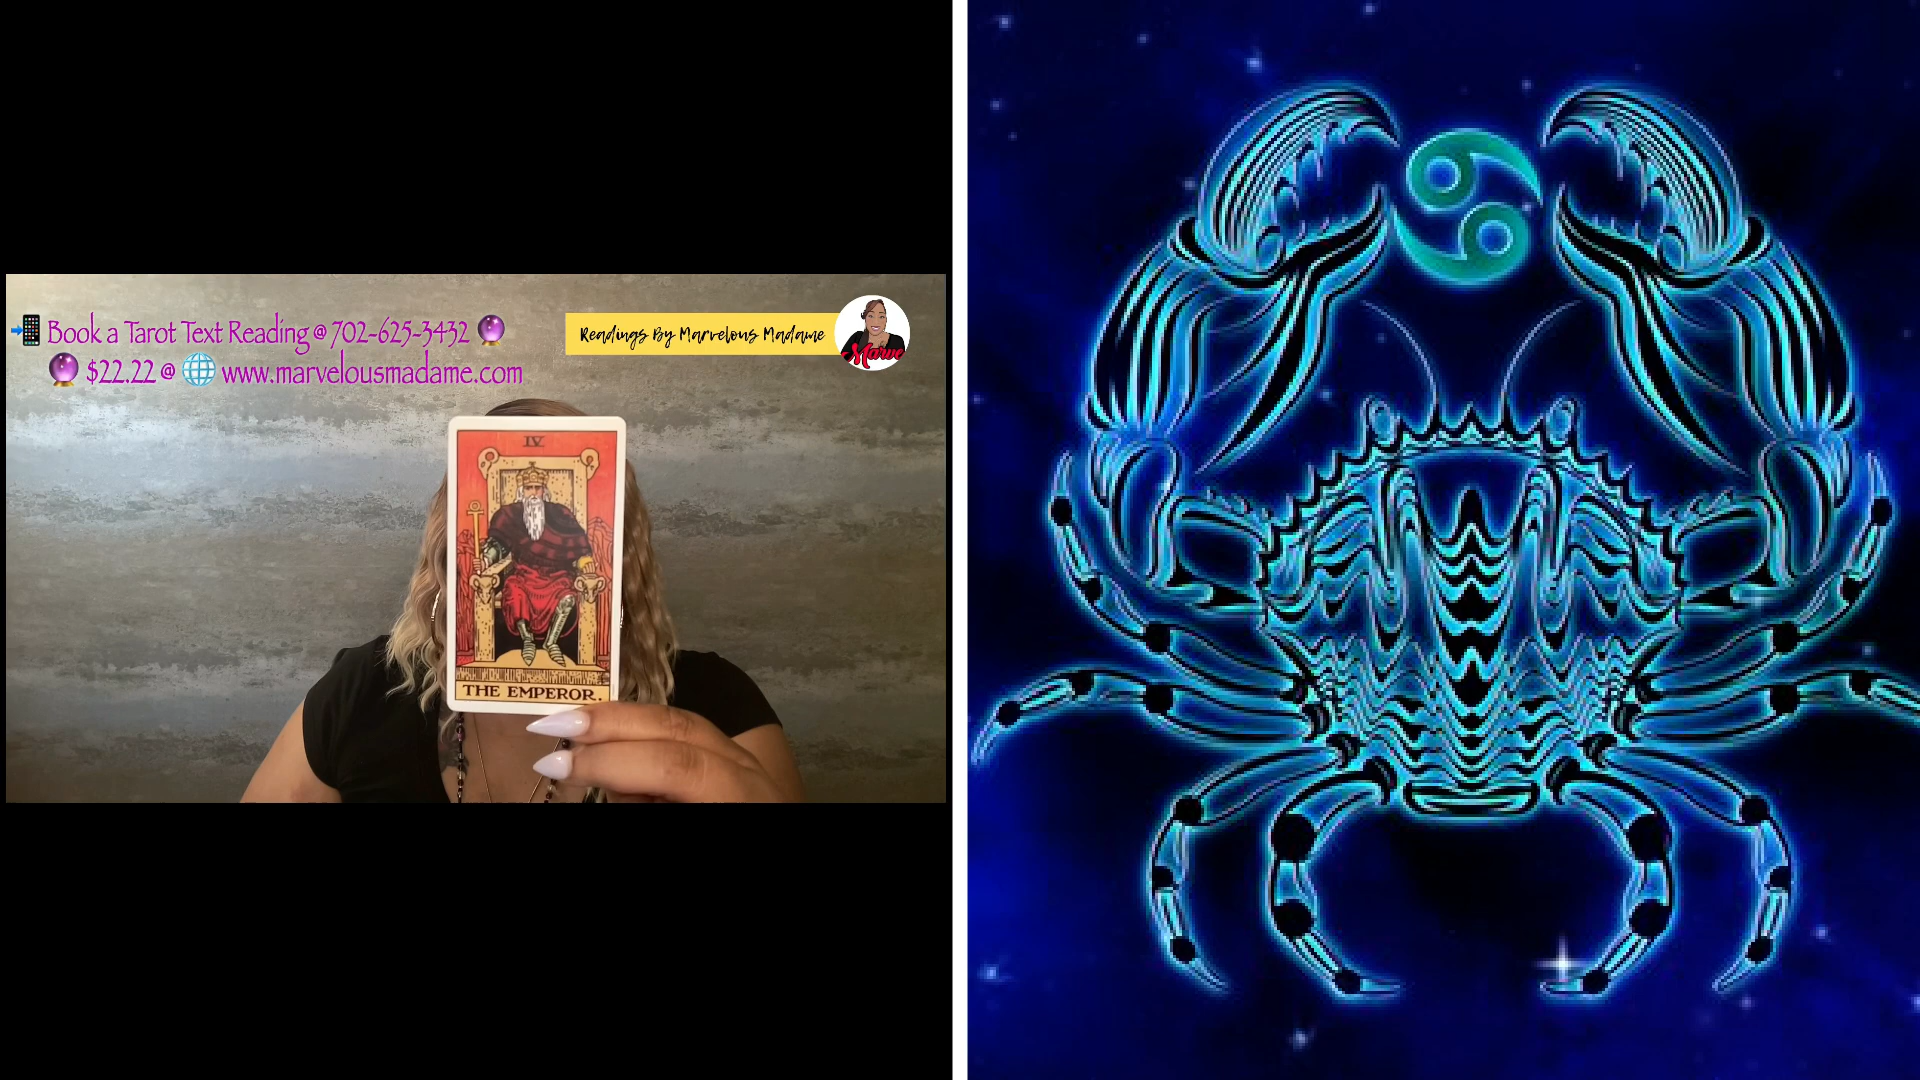 Book a Tarot Text Reading @ 702-625-3432
$22.22 @ www.marvelousmadame.com
Readings By Marvelous Madame
Marve
IV
THE EMPEROR.